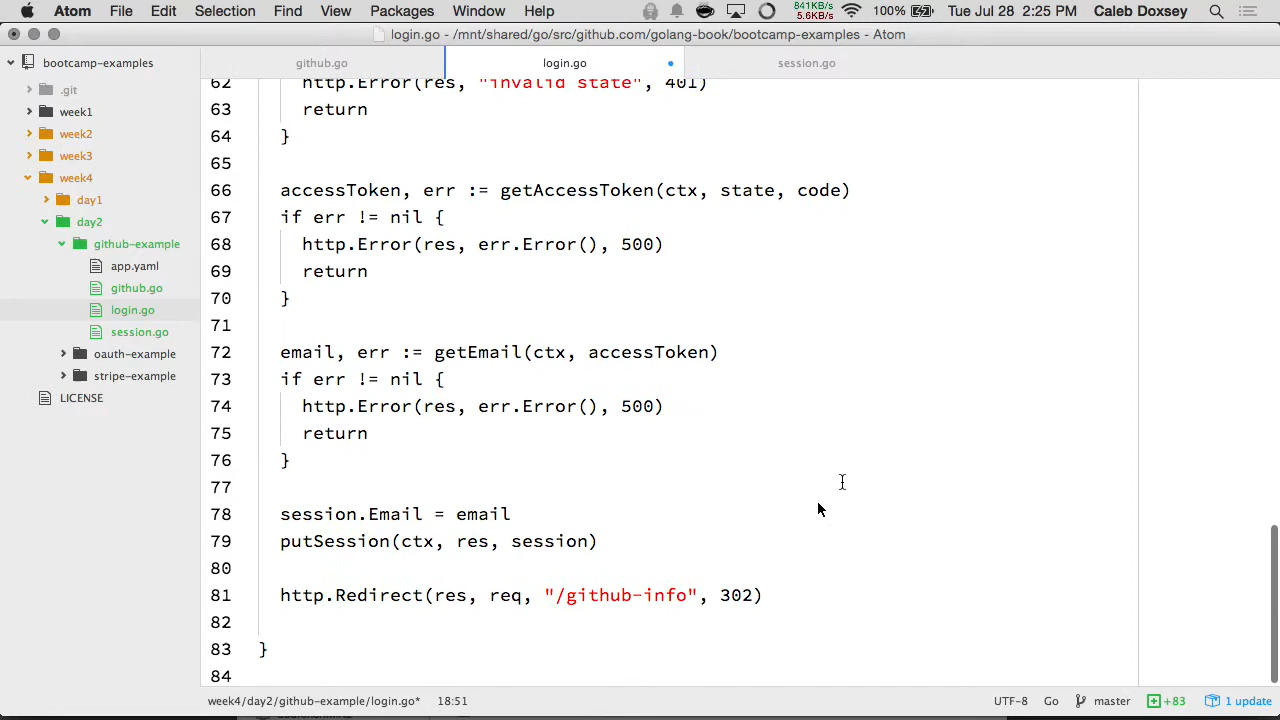 Atom File Edit Selection Find View Packages Window Help 841KB/s 5.6KB/s 100% Tue Jul 28 2:25 PM Caleb Doxsey
login.go - /mnt/shared/go/src/github.com/golang-book/bootcamp-examples - Atom
bootcamp-examples
.git
week1
week2
week3
week4
day1
day2
github-example
app.yaml
github.go
login.go
session.go
oauth-example
stripe-example
LICENSE
github.go login.go session.go
62 http.Error(res, "invalid state", 401)
63 return
64 }
65
66 accessToken, err := getAccessToken(ctx, state, code)
67 if err != nil {
68 http.Error(res, err.Error(), 500)
69 return
70 }
71
72 email, err := getEmail(ctx, accessToken)
73 if err != nil {
74 http.Error(res, err.Error(), 500)
75 return
76 }
77
78 session.Email = email
79 putSession(ctx, res, session)
80
81 http.Redirect(res, req, "/github-info", 302)
82
83 }
84
week4/day2/github-example/login.go* 18:51 UTF-8 Go master +83 1 update